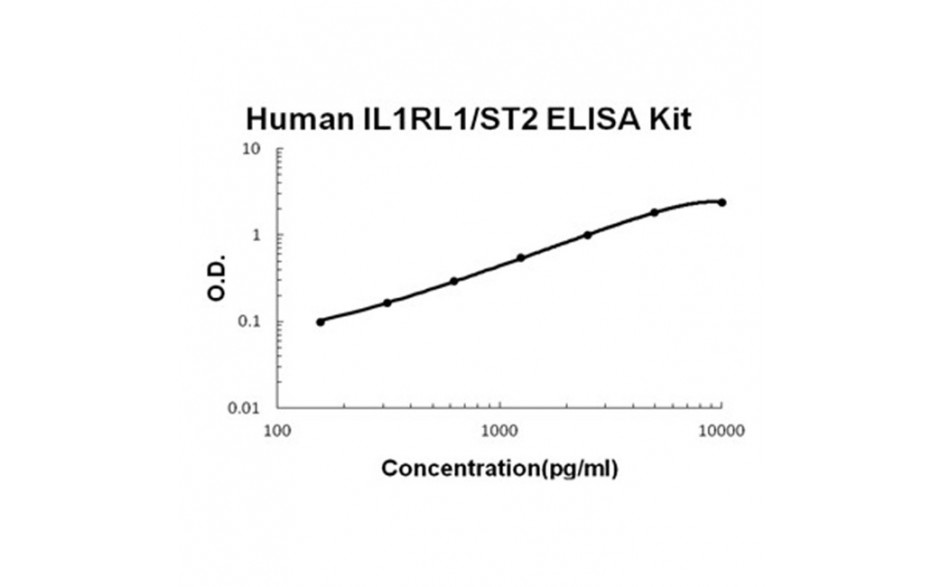 Human IL1RL1/ST2 ELISA Kit
10
1
0.1
0.01
O.D.
100 1000 10000
Concentration(pg/ml)